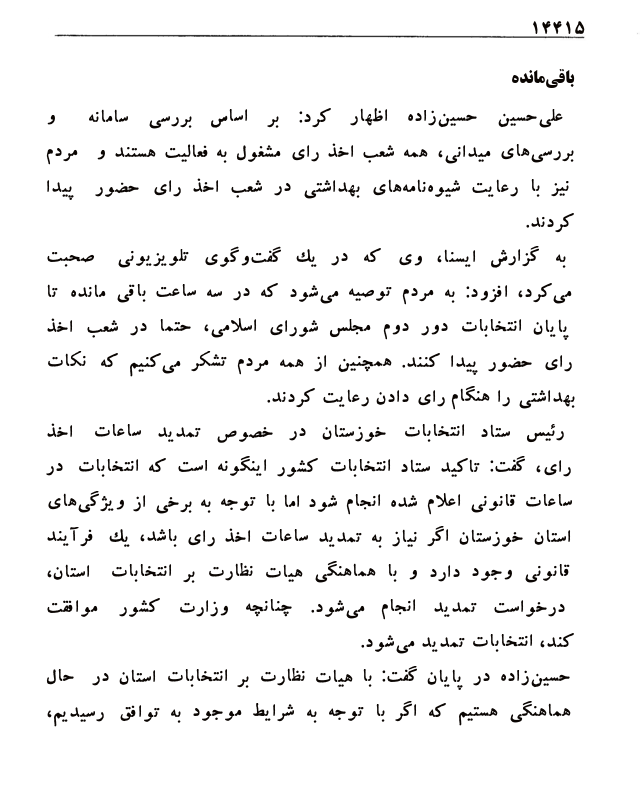 ۱۴۴۱۵
باقی‌مانده
علی‌حسین حسین‌زاده اظهار کرد: بر اساس بررسی سامانه و
بررسی‌های میدانی، همه شعب اخذ رای مشغول به فعالیت هستند و مردم
نیز با رعایت شیوه‌نامه‌های بهداشتی در شعب اخذ رای حضور پیدا
کردند.
به گزارش ایسنا، وی که در یك گفت‌وگوی تلویزیونی صحبت
می‌کرد، افزود: به مردم توصیه می‌شود که در سه ساعت باقی مانده تا
پایان انتخابات دور دوم مجلس شورای اسلامی، حتما در شعب اخذ
رای حضور پیدا کنند. همچنین از همه مردم تشکر می‌کنیم که نکات
بهداشتی را هنگام رای دادن رعایت کردند.
رئیس ستاد انتخابات خوزستان در خصوص تمدید ساعات اخذ
رای، گفت: تاکید ستاد انتخابات کشور اینگونه است که انتخابات در
ساعات قانونی اعلام شده انجام شود اما با توجه به برخی از ویژگی‌های
استان خوزستان اگر نیاز به تمدید ساعات اخذ رای باشد، یك فرآیند
قانونی وجود دارد و با هماهنگی هیات نظارت بر انتخابات استان،
درخواست تمدید انجام می‌شود. چنانچه وزارت کشور موافقت
کند، انتخابات تمدید می‌شود.
حسین‌زاده در پایان گفت: با هیات نظارت بر انتخابات استان در حال
هماهنگی هستیم که اگر با توجه به شرایط موجود به توافق رسیدیم،